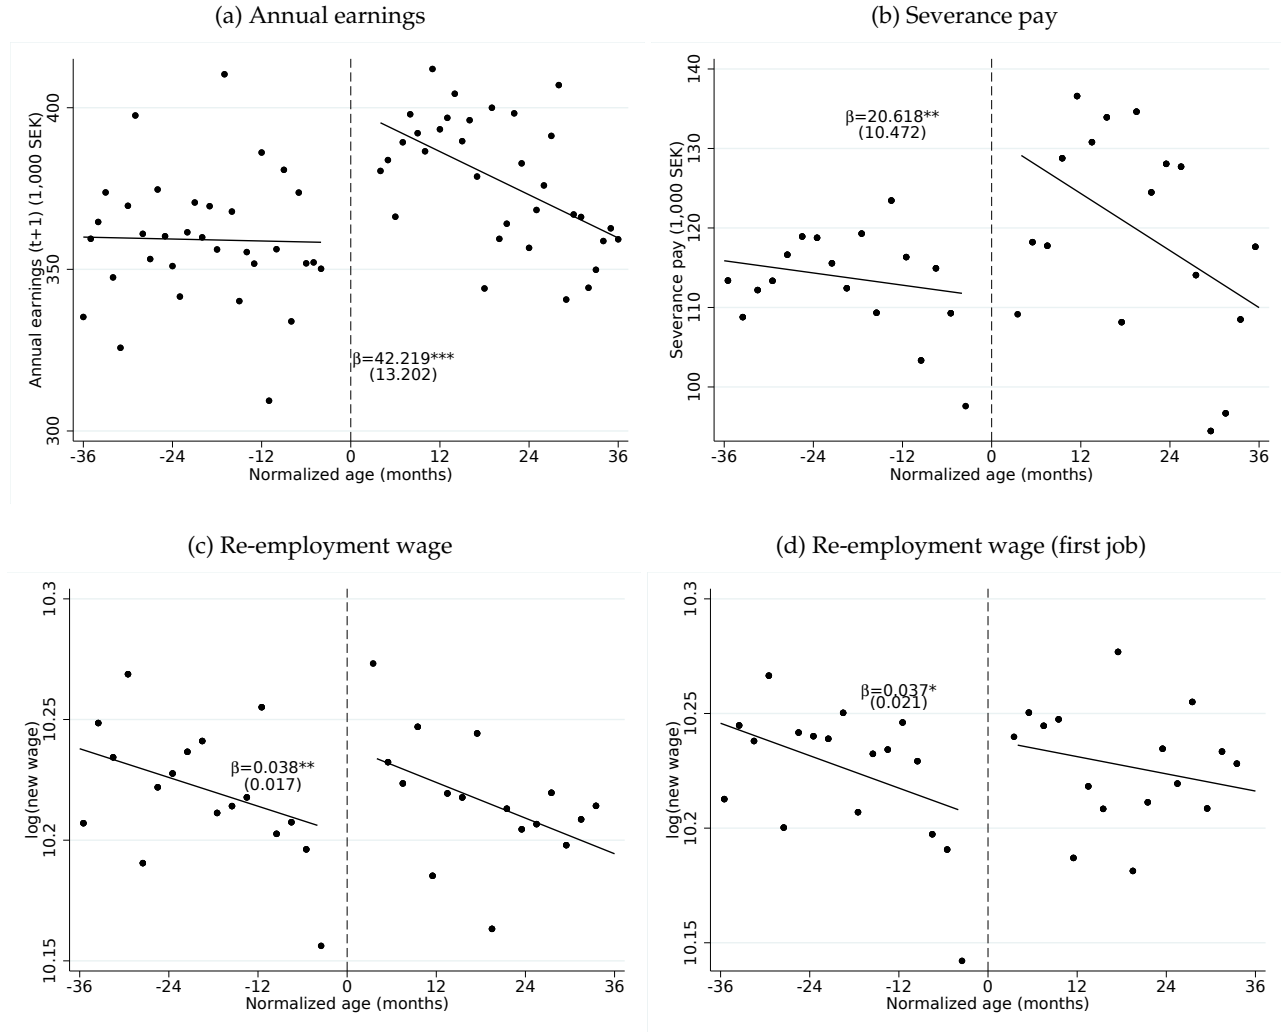 (a) Annual earnings
Annual earnings (t+1) (1,000 SEK)
400
350
300
β=42.219***
(13.202)
-36 -24 -12 0 12 24 36
Normalized age (months)
(b) Severance pay
Severance pay (1,000 SEK)
140
130
120
110
100
β=20.618**
(10.472)
-36 -24 -12 0 12 24 36
Normalized age (months)
(c) Re-employment wage
log(new wage)
10.3
10.25
10.2
10.15
β=0.038**
(0.017)
-36 -24 -12 0 12 24 36
Normalized age (months)
(d) Re-employment wage (first job)
log(new wage)
10.3
10.25
10.2
10.15
β=0.037*
(0.021)
-36 -24 -12 0 12 24 36
Normalized age (months)